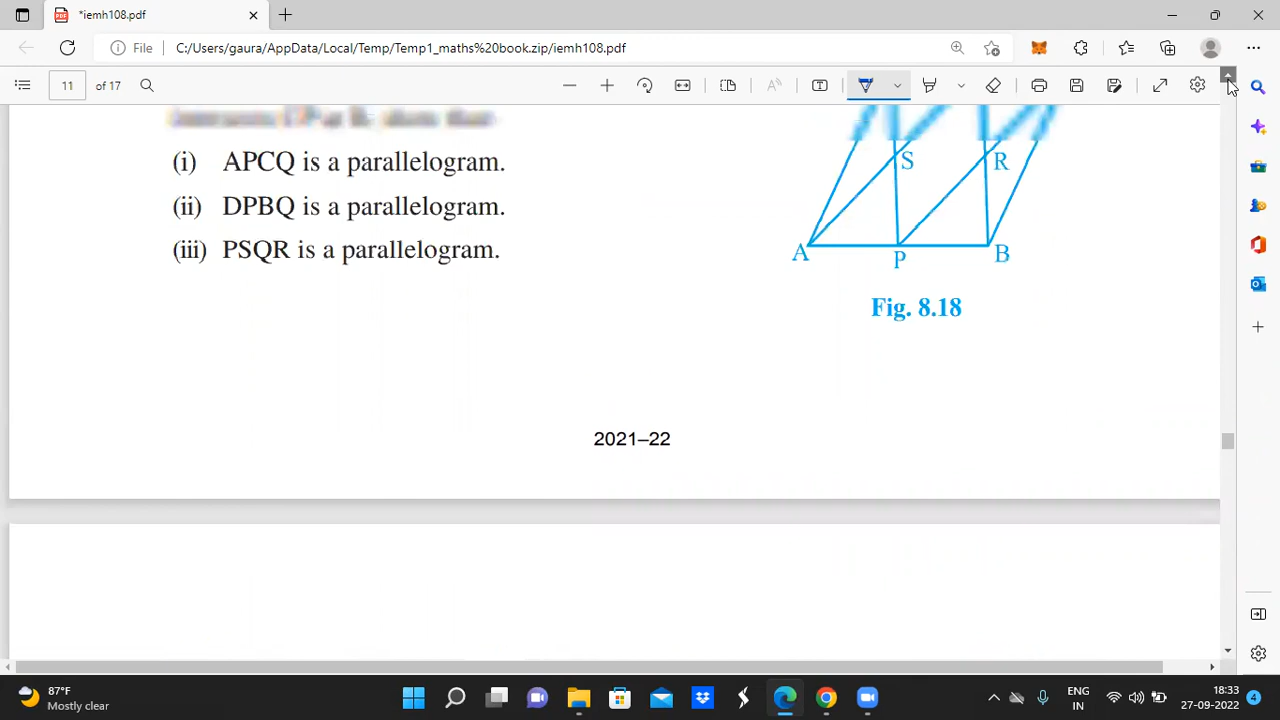 *iemh108.pdf
File
C:/Users/gaura/AppData/Local/Temp/Temp1_maths%20book.zip/iemh108.pdf
11 of 17
(i) APCQ is a parallelogram.
(ii) DPBQ is a parallelogram.
(iii) PSQR is a parallelogram.
S R
A P B
Fig. 8.18
2021–22
87°F
Mostly clear
ENG
IN
18:33
27-09-2022
4